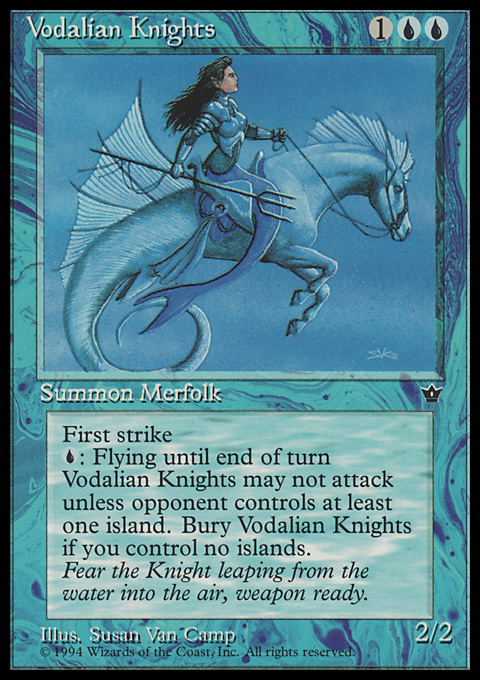 Vodalian Knights 1
SVC
Summon Merfolk
First strike
: Flying until end of turn
Vodalian Knights may not attack
unless opponent controls at least
one island. Bury Vodalian Knights
if you control no islands.
Fear the Knight leaping from the
water into the air, weapon ready.
Illus. Susan Van Camp 2/2
© 1994 Wizards of the Coast, Inc. All rights reserved.